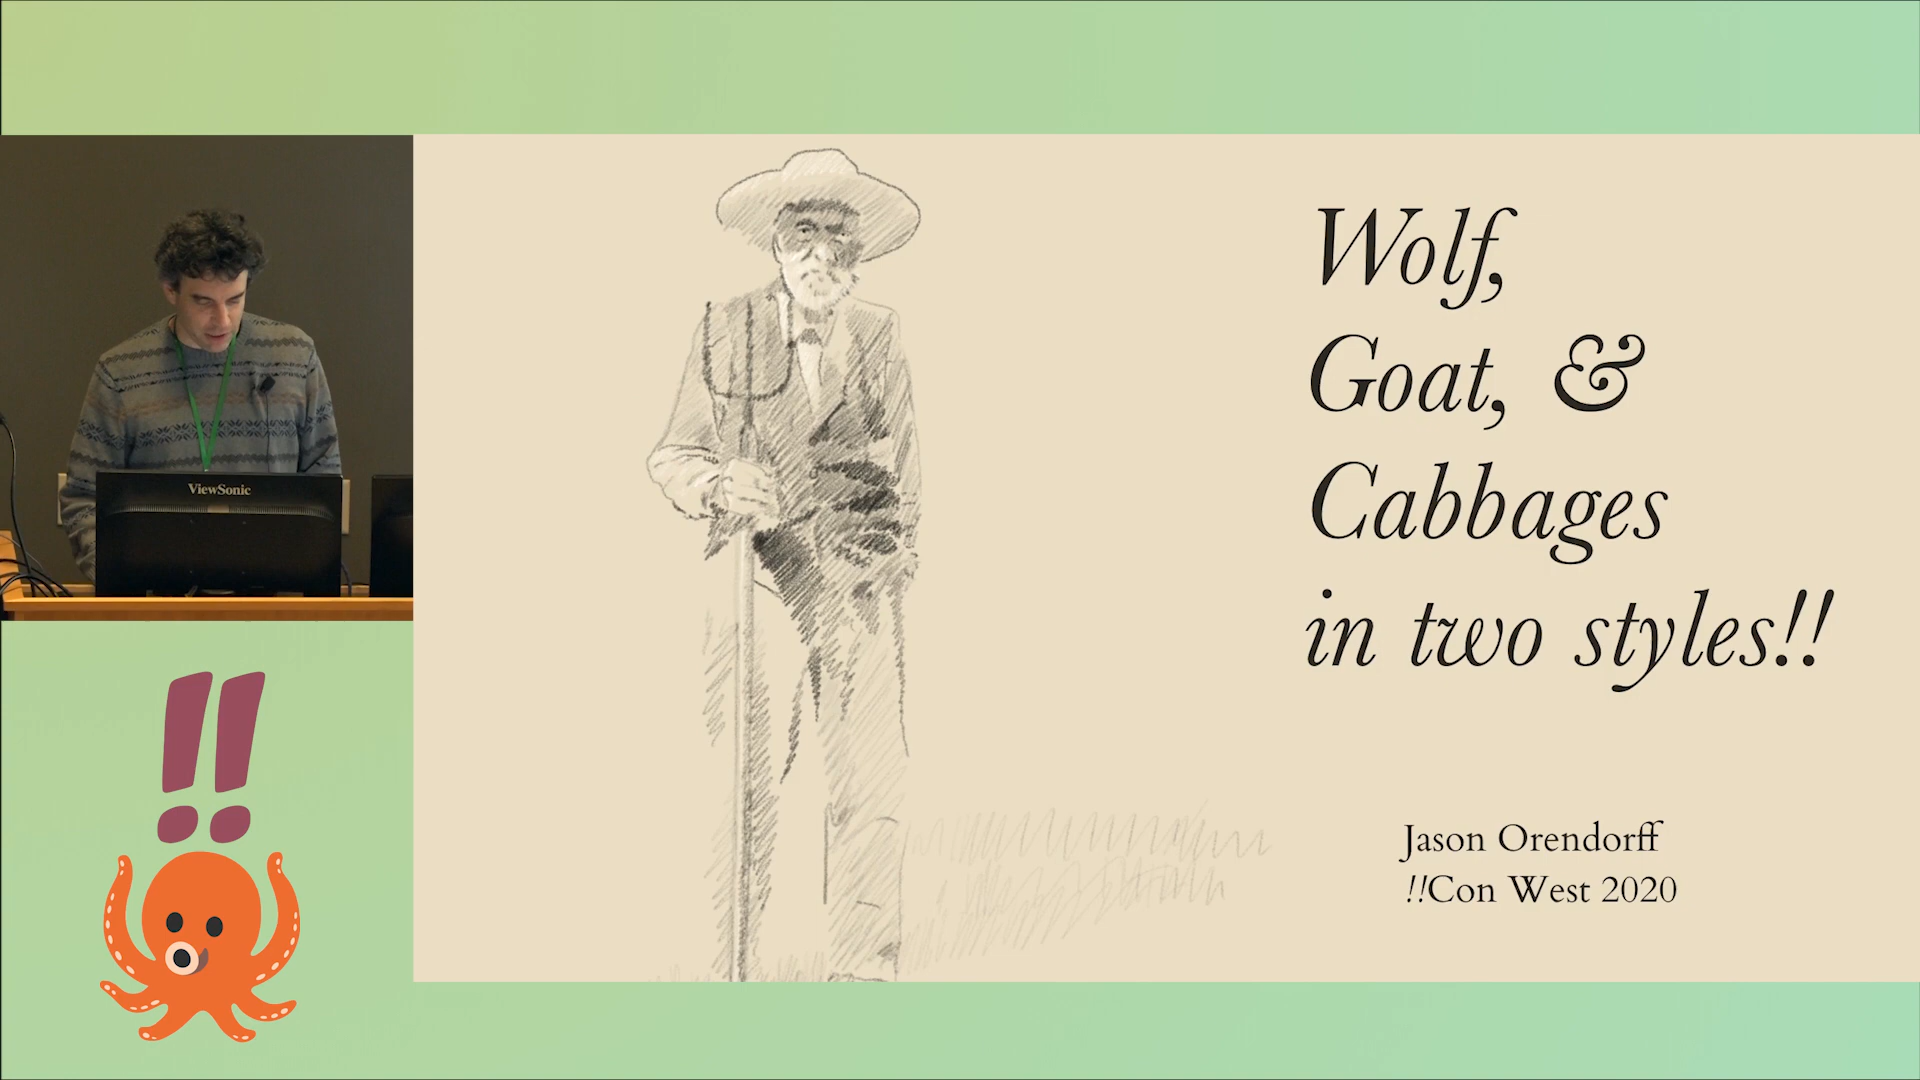 ViewSonic
!!
Wolf,
Goat, &
Cabbages
in two styles!!
Jason Orendorff
!!Con West 2020